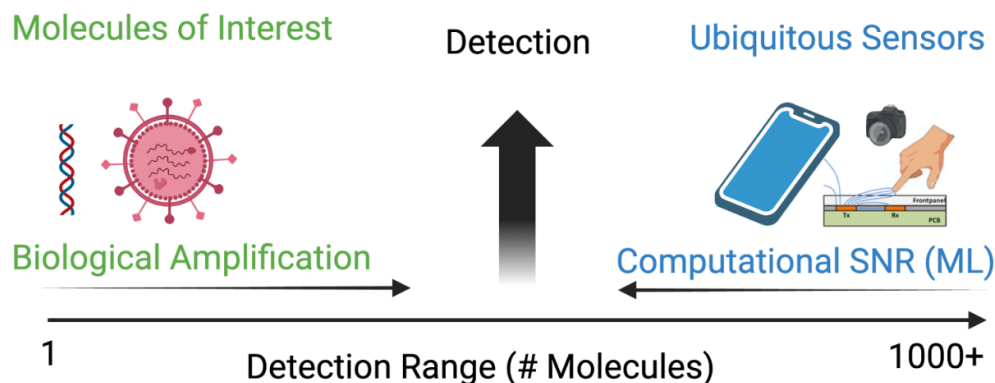 Molecules of Interest
Detection
Ubiquitous Sensors
Frontpanel
Tx
Rx
PCB
Biological Amplification
Computational SNR (ML)
1
Detection Range (# Molecules)
1000+